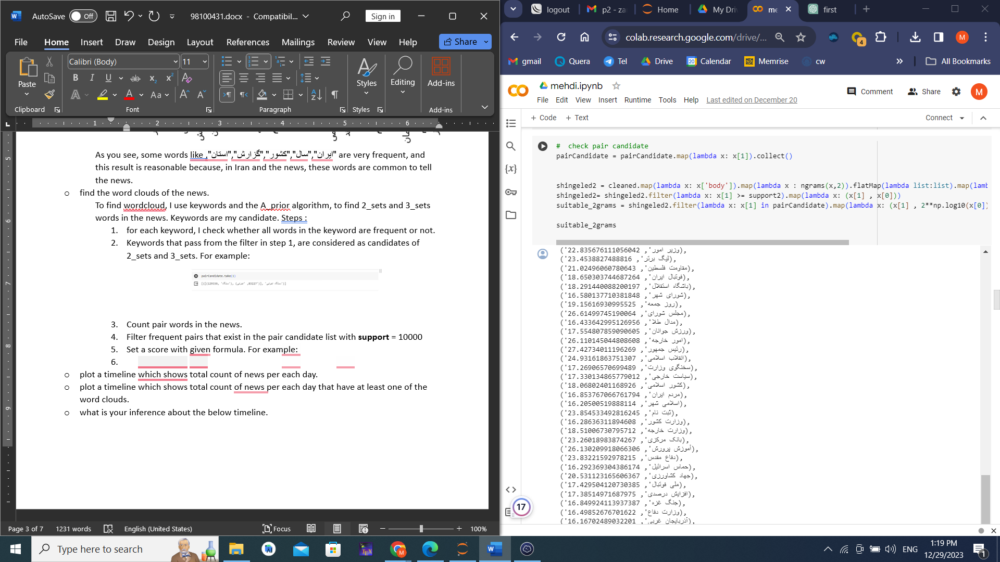 AutoSave Off 98100431.docx - Compatibil... Sign in
File Home Insert Draw Design Layout References Mailings Review View Help Share
Calibri (Body) 11
Paste Styles Editing Add-ins
Clipboard Font Paragraph Styles Add-ins
1 2 3 4 5 6
As you see, some words like ,"ایران","سال","کشور","گزارش","استان" are very frequent, and
this result is reasonable because, in Iran and the news, these words are common to tell
the news.
o find the word clouds of the news.
To find wordcloud, I use keywords and the A_prior algorithm, to find 2_sets and 3_sets
words in the news. Keywords are my candidate. Steps :
1. for each keyword, I check whether all words in the keyword are frequent or not.
2. Keywords that pass from the filter in step 1, are considered as candidates of
2_sets and 3_sets. For example:
pairCandidate.take(1)
3. Count pair words in the news.
4. Filter frequent pairs that exist in the pair candidate list with support = 10000
5. Set a score with given formula. For example:
6.
o plot a timeline which shows total count of news per each day.
o plot a timeline which shows total count of news per each day that have at least one of the
word clouds.
o what is your inference about the below timeline.
Page 3 of 7 1231 words English (United States) Focus 100%
logout p2 - za Home My Dri me first
colab.research.google.com/drive/... 4 M
gmail Quera Tel Drive Calendar Memrise cw » All Bookmarks
mehdi.ipynb Comment Share M
File Edit View Insert Runtime Tools Help Last edited on December 20
+ Code + Text Connect
# check pair candidate
pairCandidate = pairCandidate.map(lambda x: x[1]).collect()
shingeled2 = cleaned.map(lambda x: x['body']).map(lambda x : ngrams(x,2)).flatMap(lambda list:list).map(lamb
shingeled2= shingeled2.filter(lambda x: x[1] >= support2).map(lambda x: (x[1] , x[0]))
suitable_2grams = shingeled2.filter(lambda x: x[1] in pairCandidate).map(lambda x: (x[1] , 2**np.log10(x[0])
suitable_2grams
('وزیر امور', 22.835676111056042),
('لیگ برتر', 23.4538827488816),
('مقاومت فلسطین', 21.02496060780643),
('فوتبال ایران', 18.650303744687264),
('باشگاه استقلال', 18.291440088200197),
('شورای شهر', 16.580137710381848),
('روز جمعه', 19.15616930995525),
('مجلس شورای', 26.61499745190064),
('مدال طلا', 16.433642995126956),
('ورزش جوانان', 17.554807859090605),
('امور خارجه', 26.110145044808608),
('رئیس جمهور', 27.42734011196269),
('انقلاب اسلامی', 24.93161863751307),
('سخنگوی وزارت', 17.26906570699489),
('سیاست خارجی', 17.330134865779012),
('کشور اسلامی', 18.06802401168926),
('مردم ایران', 16.853767066761794),
('اسلامی شهر', 16.20500519888114),
('ثبت نام', 23.854533492816245),
('وزارت کشور', 16.28636311894608),
('وزارت خارجه', 18.51006730795712),
('بانک مرکزی', 23.26018983874267),
('آموزش پرورش', 26.130209918066306),
('دفاع مقدس', 23.83221592978215),
('حماس اسرائیل', 16.292369304386174),
('جهاد کشاورزی', 20.531123165606367),
('ملی فوتبال', 17.429504120730385),
('افزایش درصدی', 17.38514971687975),
('جنگ غزه', 16.849924113937387),
('وزارت دفاع', 16.49852676701622),
('آذربایجان غربی', 16.16702489032201),
17
Type here to search ENG 1:19 PM
12/29/2023 1